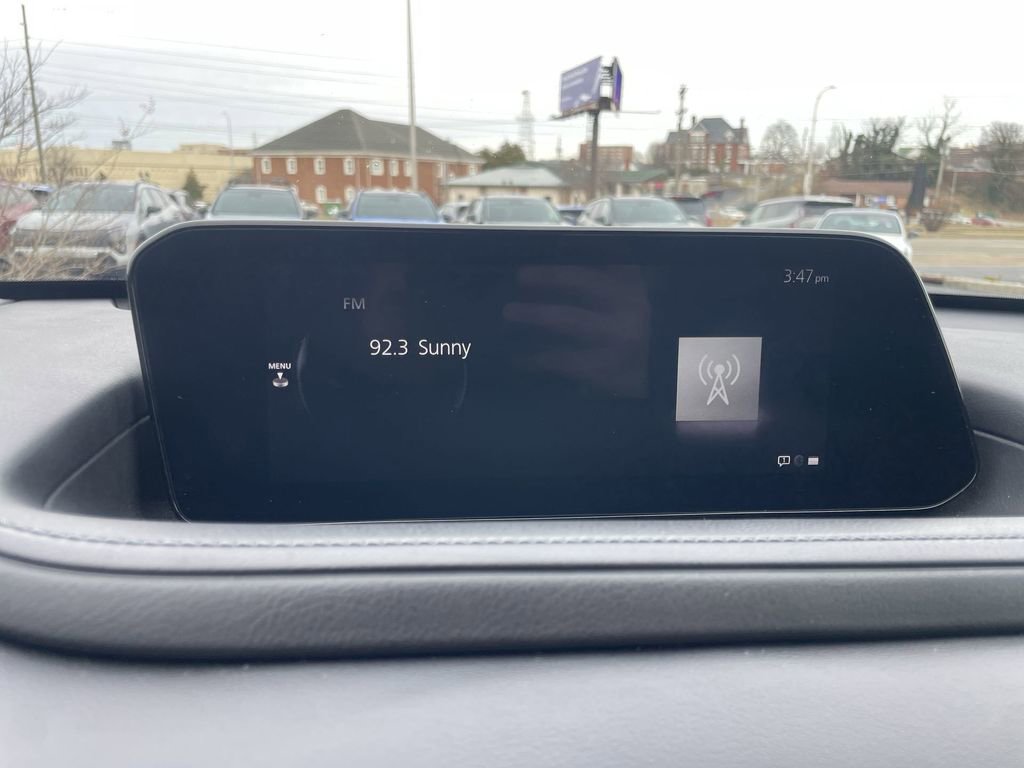 3:47 pm
FM
92.3 Sunny
MENU